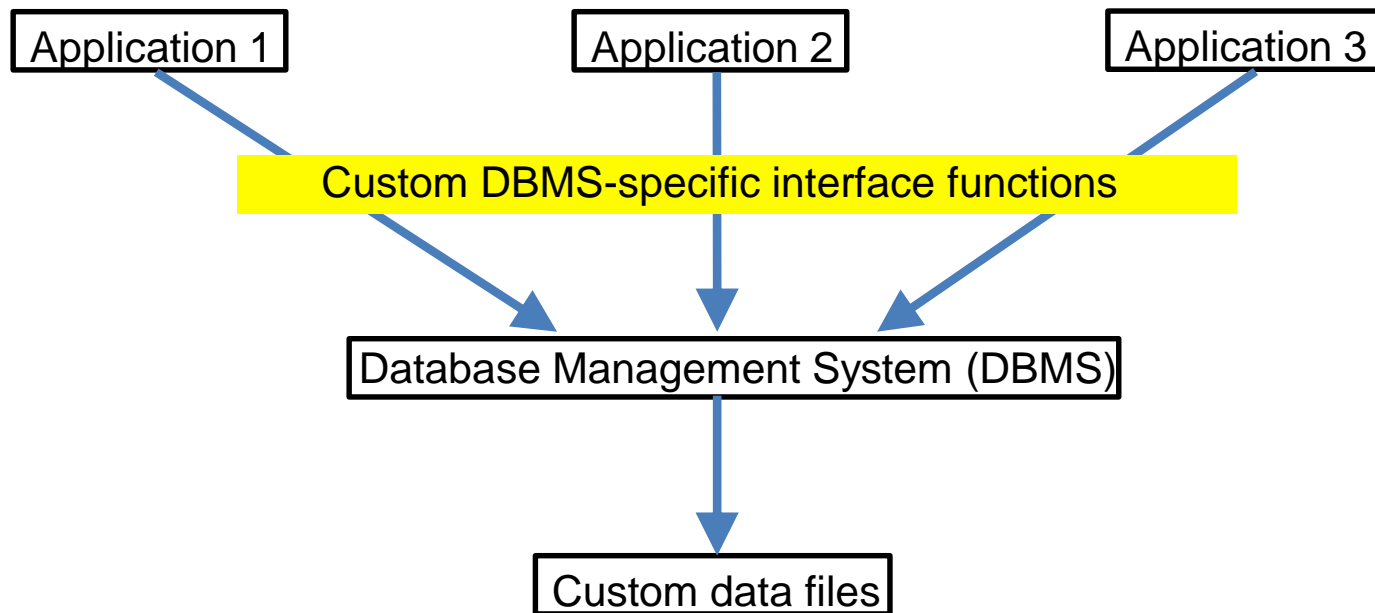 Application 1
Application 2
Application 3
Custom DBMS-specific interface functions
Database Management System (DBMS)
Custom data files